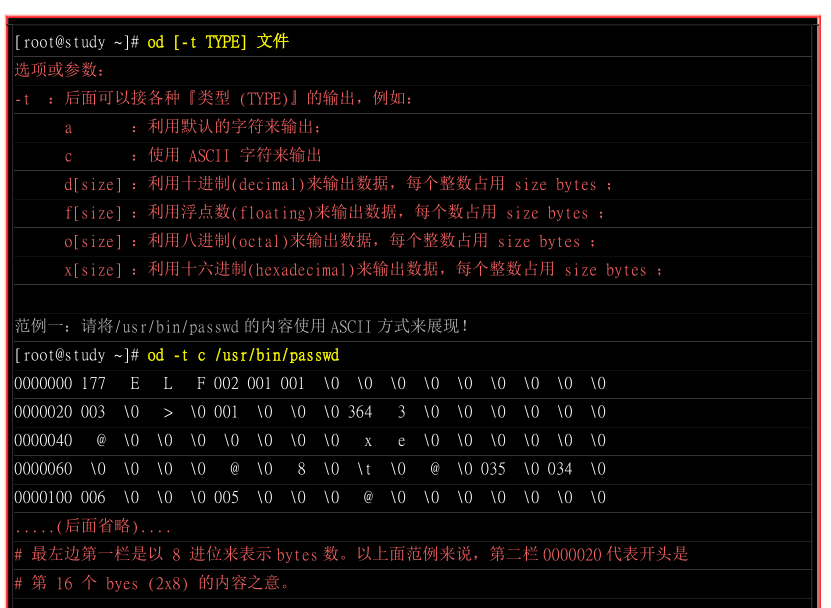 [root@study ~]# od [-t TYPE] 文件
选项或参数:
-t ：后面可以接各种『类型 (TYPE)』的输出，例如:
a ：利用默认的字符来输出;
c ：使用 ASCII 字符来输出
d[size] ：利用十进制(decimal)来输出数据，每个整数占用 size bytes ;
f[size] ：利用浮点数(floating)来输出数据，每个数占用 size bytes ;
o[size] ：利用八进制(octal)来输出数据，每个整数占用 size bytes ;
x[size] ：利用十六进制(hexadecimal)来输出数据，每个整数占用 size bytes ;
范例一：请将/usr/bin/passwd 的内容使用 ASCII 方式来展现！
[root@study ~]# od -t c /usr/bin/passwd
0000000 177 E L F 002 001 001 \0 \0 \0 \0 \0 \0 \0 \0 \0
0000020 003 \0 > \0 001 \0 \0 \0 364 3 \0 \0 \0 \0 \0 \0
0000040 @ \0 \0 \0 \0 \0 \0 \0 x e \0 \0 \0 \0 \0 \0
0000060 \0 \0 \0 \0 @ \0 8 \0 \t \0 @ \0 035 \0 034 \0
0000100 006 \0 \0 \0 005 \0 \0 \0 @ \0 \0 \0 \0 \0 \0 \0
.....(后面省略)....
# 最左边第一栏是以 8 进位来表示 bytes 数。以上面范例来说，第二栏 0000020 代表开头是
# 第 16 个 byes (2x8) 的内容之意。